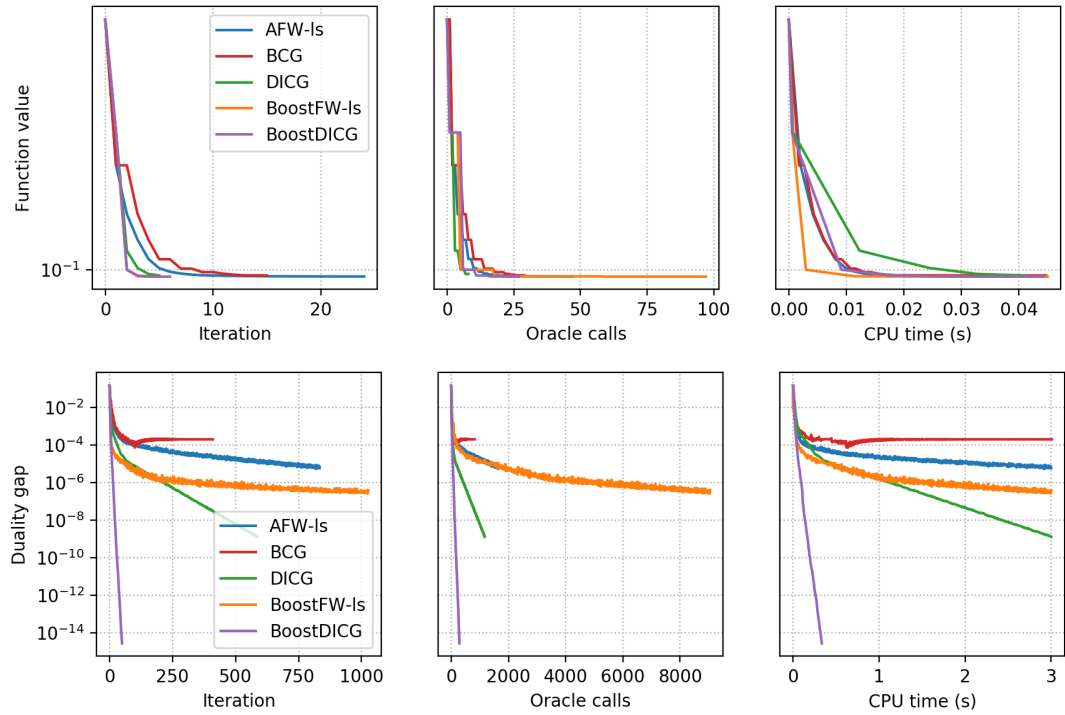 Function value
10⁻¹
AFW-ls
BCG
DICG
BoostFW-ls
BoostDICG
0 10 20
Iteration
0 25 50 75 100
Oracle calls
0.00 0.01 0.02 0.03 0.04
CPU time (s)
Duality gap
10⁻²
10⁻⁴
10⁻⁶
10⁻⁸
10⁻¹⁰
10⁻¹²
10⁻¹⁴
AFW-ls
BCG
DICG
BoostFW-ls
BoostDICG
0 250 500 750 1000
Iteration
0 2000 4000 6000 8000
Oracle calls
0 1 2 3
CPU time (s)